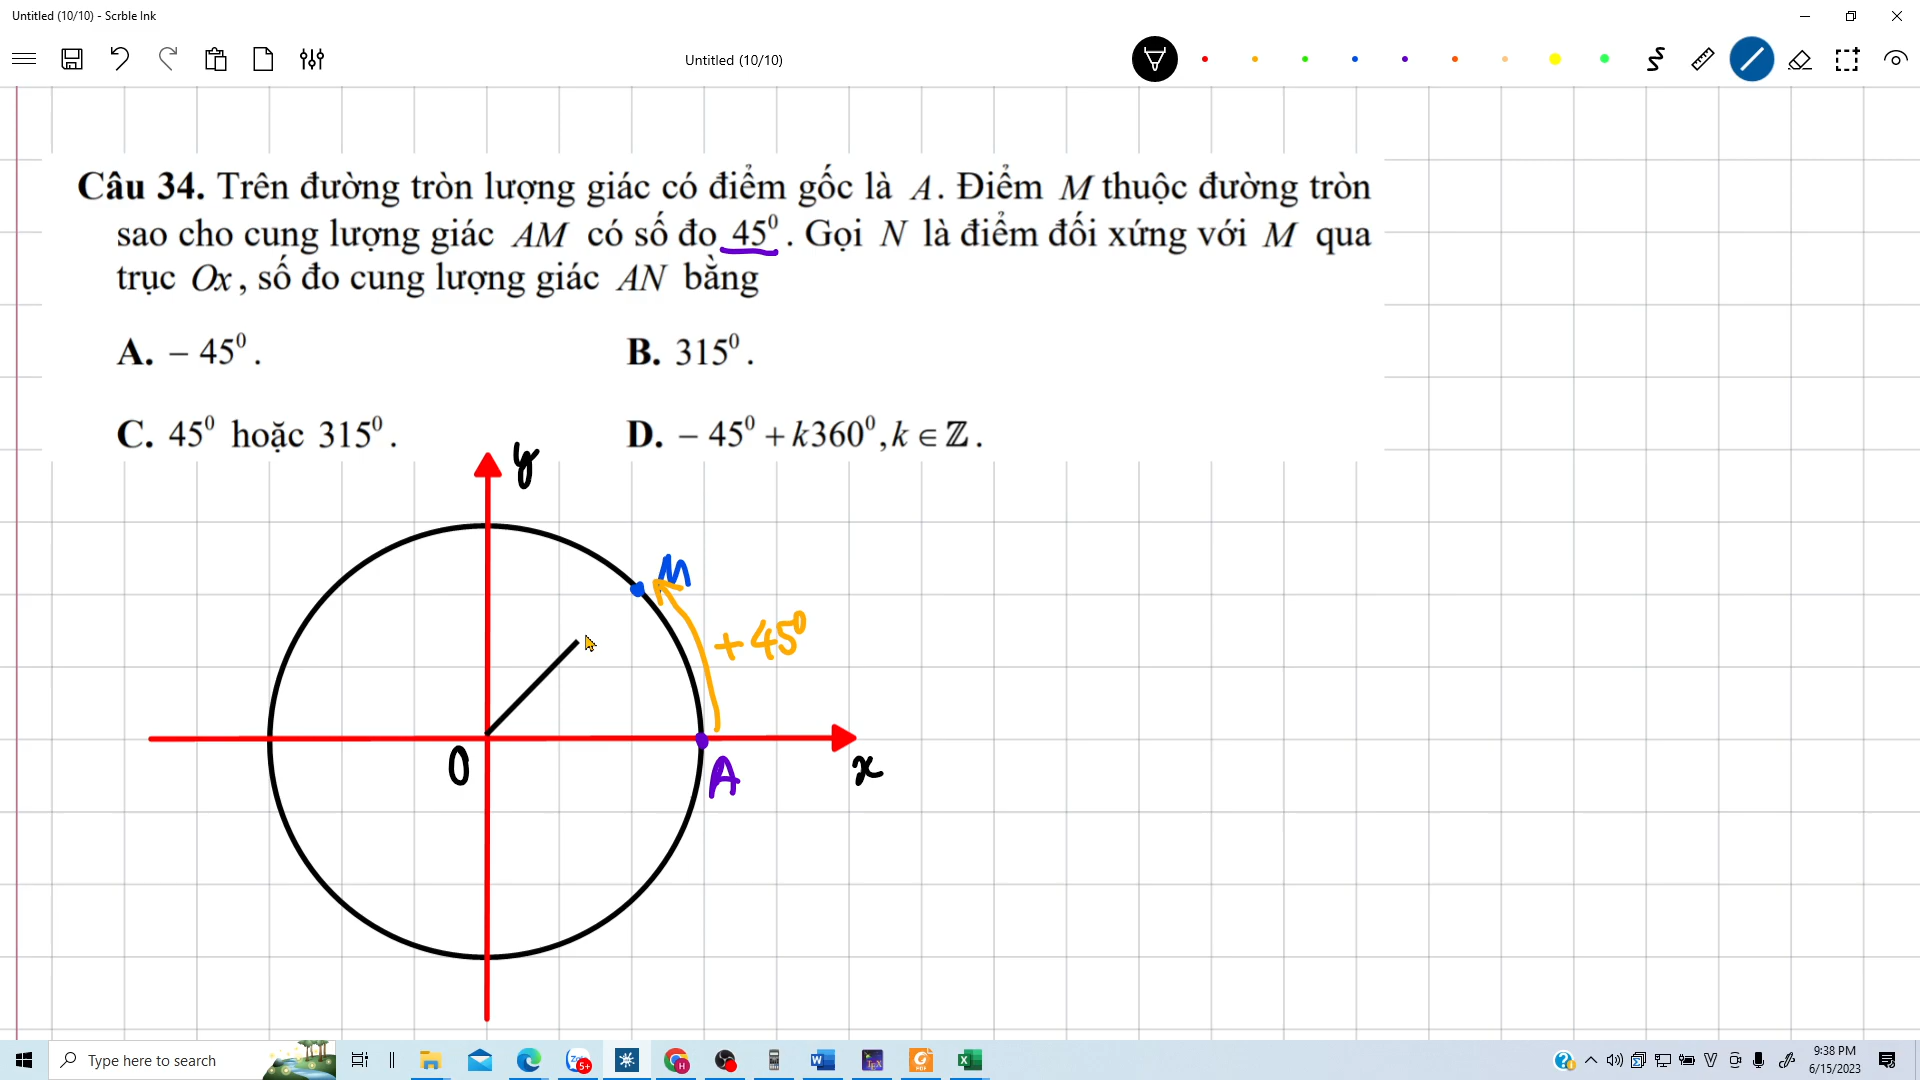 Untitled (10/10) - Scrble Ink
Untitled (10/10)
Câu 34. Trên đường tròn lượng giác có điểm gốc là A. Điểm M thuộc đường tròn
sao cho cung lượng giác AM có số đo 45⁰. Gọi N là điểm đối xứng với M qua
trục Ox, số đo cung lượng giác AN bằng
A. – 45⁰. B. 315⁰.
C. 45⁰ hoặc 315⁰. D. – 45⁰ + k360⁰, k ∈ ℤ.
y
M
+45⁰
O
A
x
Type here to search
5+
9:38 PM
6/15/2023